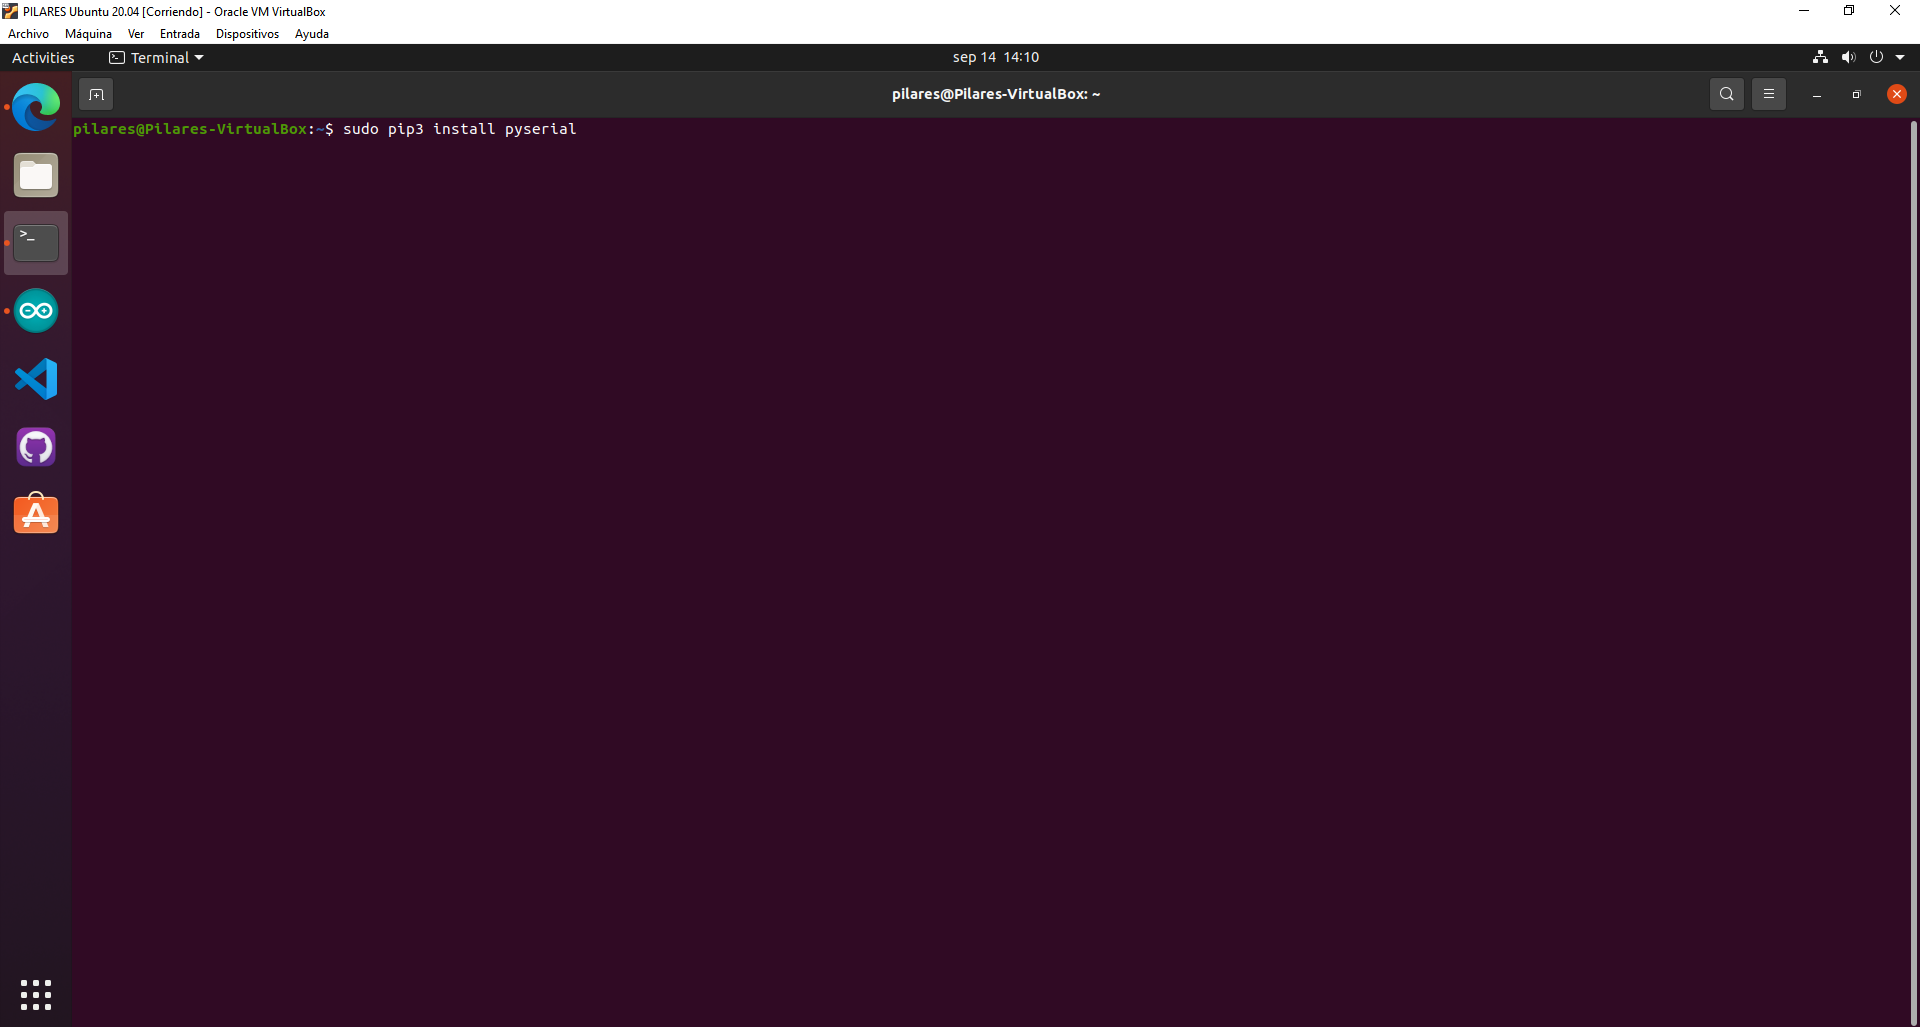 PILARES Ubuntu 20.04 [Corriendo] - Oracle VM VirtualBox
Archivo Máquina Ver Entrada Dispositivos Ayuda
Activities Terminal sep 14 14:10
pilares@Pilares-VirtualBox: ~
pilares@Pilares-VirtualBox:~$ sudo pip3 install pyserial